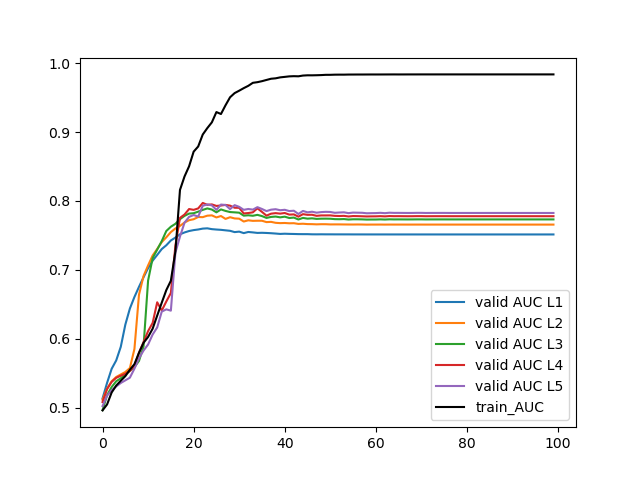 1.0
0.9
0.8
0.7
0.6
0.5
0 20 40 60 80 100
valid AUC L1
valid AUC L2
valid AUC L3
valid AUC L4
valid AUC L5
train_AUC